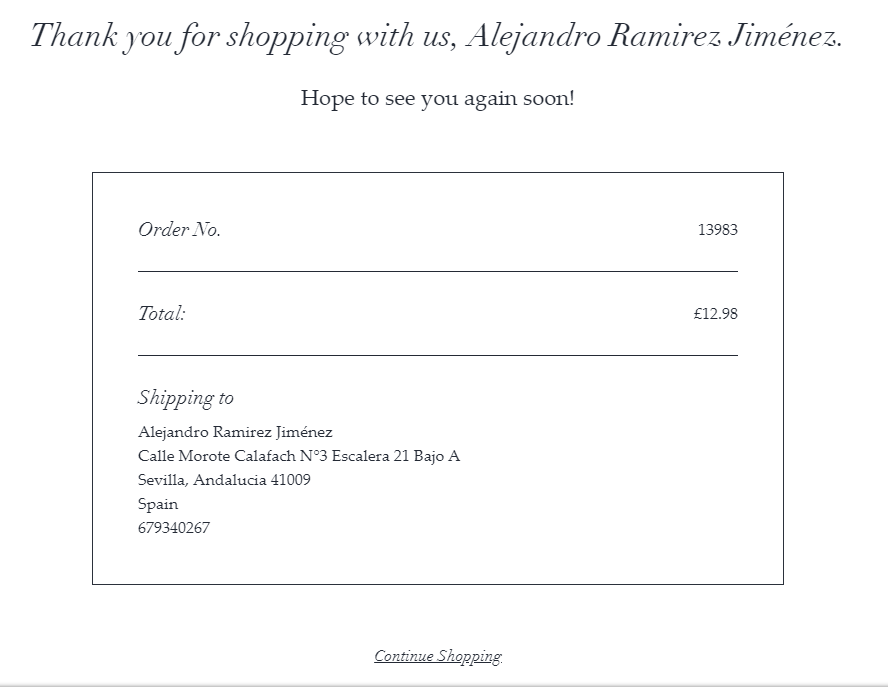 Thank you for shopping with us, Alejandro Ramirez Jiménez.
Hope to see you again soon!
Order No. 13983
Total: £12.98
Shipping to
Alejandro Ramirez Jiménez
Calle Morote Calafach N°3 Escalera 21 Bajo A
Sevilla, Andalucia 41009
Spain
679340267
Continue Shopping